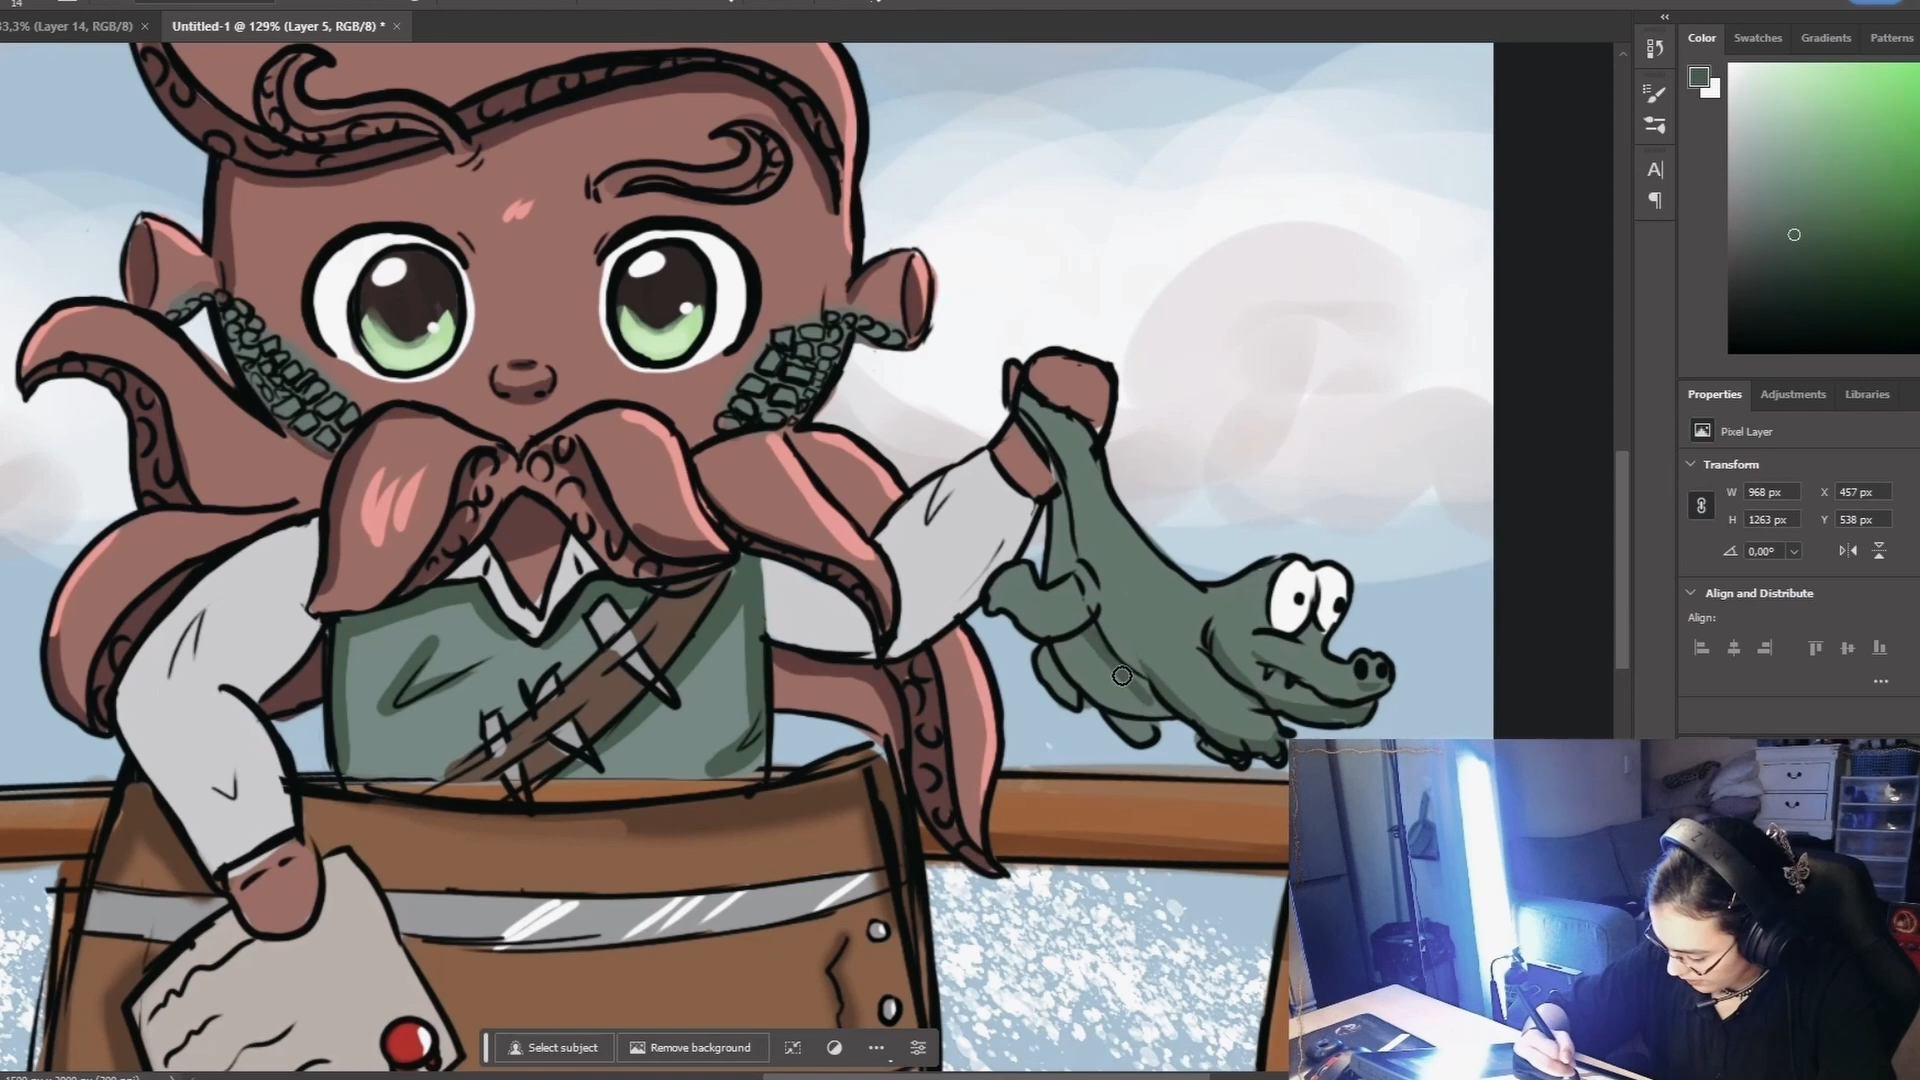 14
33,3% (Layer 14, RGB/8) ×
Untitled-1 @ 129% (Layer 5, RGB/8) * ×
Color Swatches Gradients Patterns
A|
¶
Properties Adjustments Libraries
Pixel Layer
Transform
W 968 px X 457 px
H 1263 px Y 538 px
0,00°
Align and Distribute
Align:
Select subject
Remove background